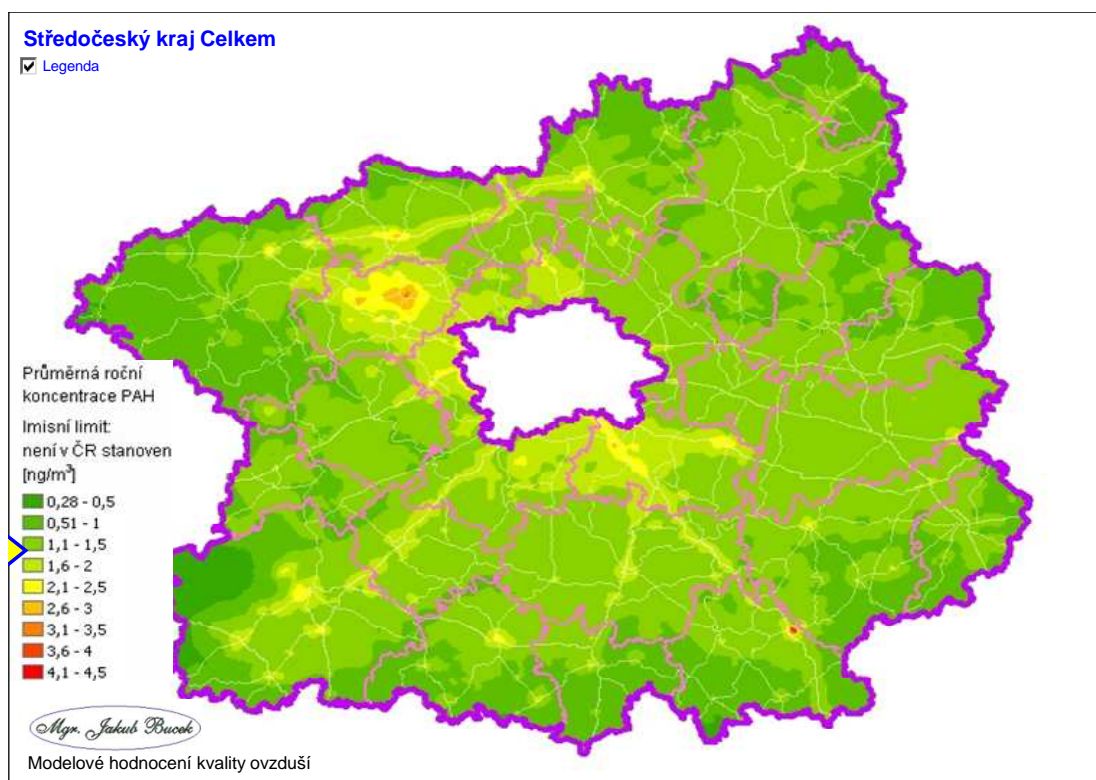 Středočeský kraj Celkem
Legenda
Průměrná roční
koncentrace PAH
Imisní limit:
není v ČR stanoven
[ng/m³]
0,28 - 0,5
0,51 - 1
1,1 - 1,5
1,6 - 2
2,1 - 2,5
2,6 - 3
3,1 - 3,5
3,6 - 4
4,1 - 4,5
Mgr. Jakub Bucek
Modelové hodnocení kvality ovzduší